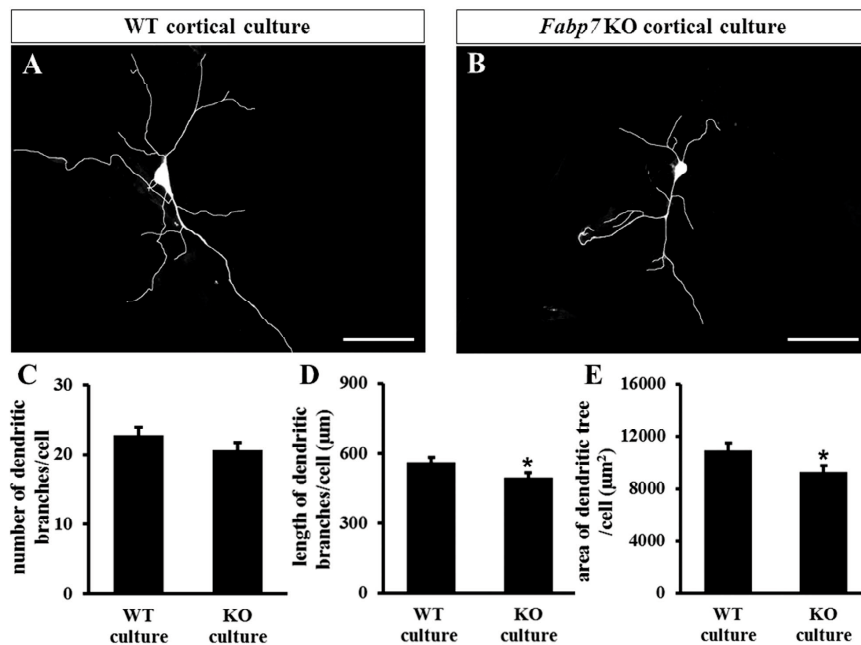 WT cortical culture
Fabp7 KO cortical culture
A
B
C
number of dendritic
branches/cell
30
20
10
0
WT
culture
KO
culture
D
length of dendritic
branches/cell (µm)
900
600
300
0
*
WT
culture
KO
culture
E
area of dendritic tree
/cell (µm²)
16000
12000
8000
4000
0
*
WT
culture
KO
culture